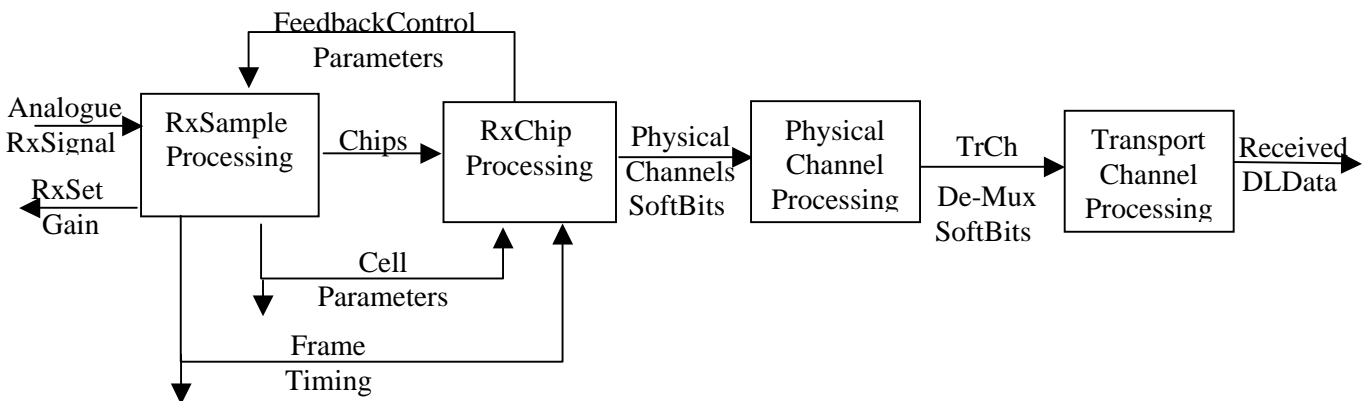 FeedbackControl
Parameters
Analogue
RxSignal
RxSet
Gain
RxSample
Processing
Chips
RxChip
Processing
Physical
Channels
SoftBits
Physical
Channel
Processing
TrCh
De-Mux
SoftBits
Transport
Channel
Processing
Received
DLData
Cell
Parameters
Frame
Timing